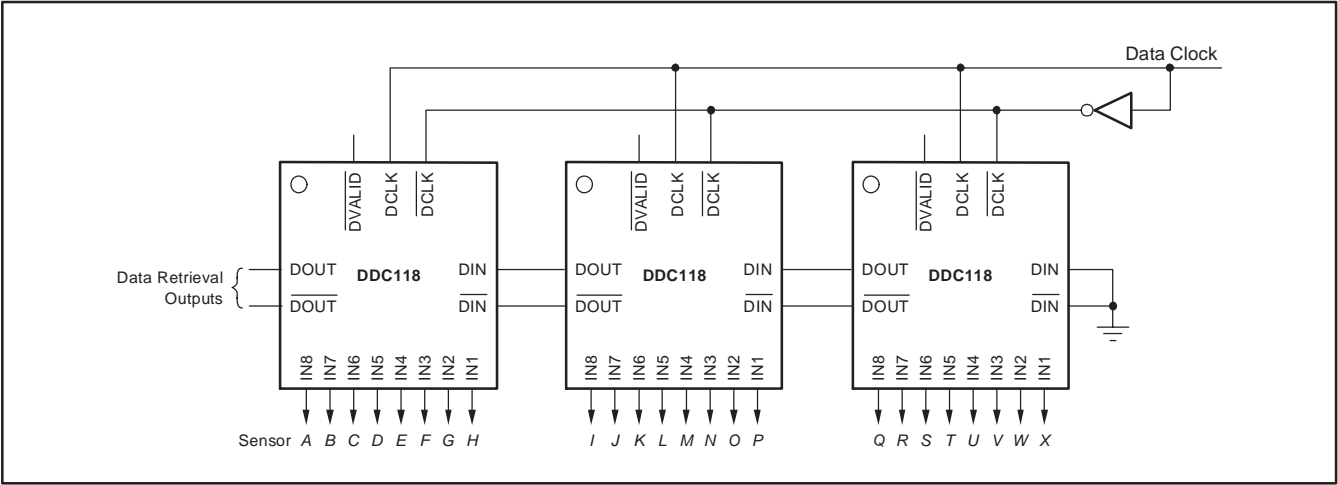 Data Clock
DVALID DCLK DCLK
DVALID DCLK DCLK
DVALID DCLK DCLK
Data Retrieval
Outputs
DOUT DDC118 DIN
DOUT DIN
DOUT DDC118 DIN
DOUT DIN
DOUT DDC118 DIN
DOUT DIN
IN8 IN7 IN6 IN5 IN4 IN3 IN2 IN1
IN8 IN7 IN6 IN5 IN4 IN3 IN2 IN1
IN8 IN7 IN6 IN5 IN4 IN3 IN2 IN1
Sensor A B C D E F G H
I J K L M N O P
Q R S T U V W X